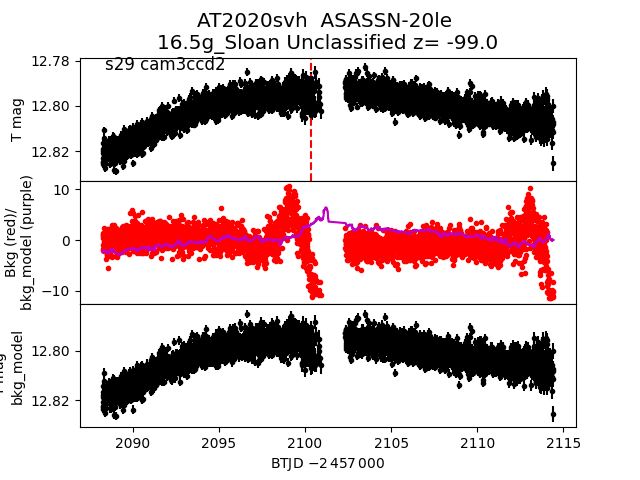 AT2020svh ASASSN-20le
16.5g_Sloan Unclassified z= -99.0
s29 cam3ccd2
12.78
12.80
12.82
T mag
10
0
−10
Bkg (red)/
bkg_model (purple)
12.80
12.82
mag
bkg_model
2090
2095
2100
2105
2110
2115
BTJD −2 457 000